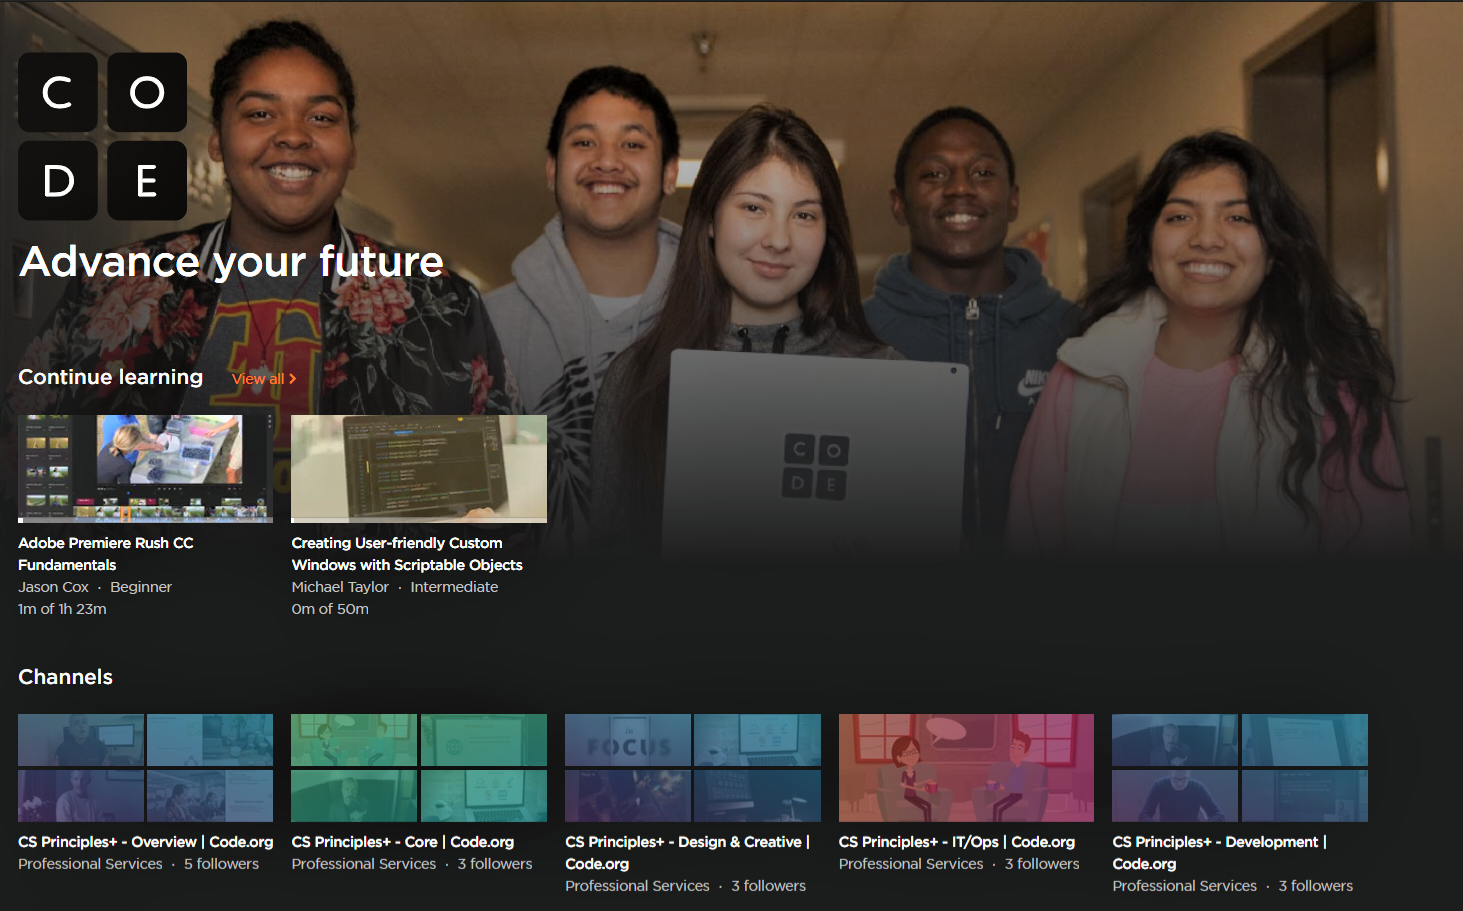 C O
D E
Advance your future
Continue learning View all >
Adobe Premiere Rush CC
Fundamentals
Jason Cox · Beginner
1m of 1h 23m
Creating User-friendly Custom
Windows with Scriptable Objects
Michael Taylor · Intermediate
0m of 50m
C O
D E
NIKE
Channels
FOCUS
CS Principles+ - Overview | Code.org
Professional Services · 5 followers
CS Principles+ - Core | Code.org
Professional Services · 3 followers
CS Principles+ - Design & Creative |
Code.org
Professional Services · 3 followers
CS Principles+ - IT/Ops | Code.org
Professional Services · 3 followers
CS Principles+ - Development |
Code.org
Professional Services · 3 followers